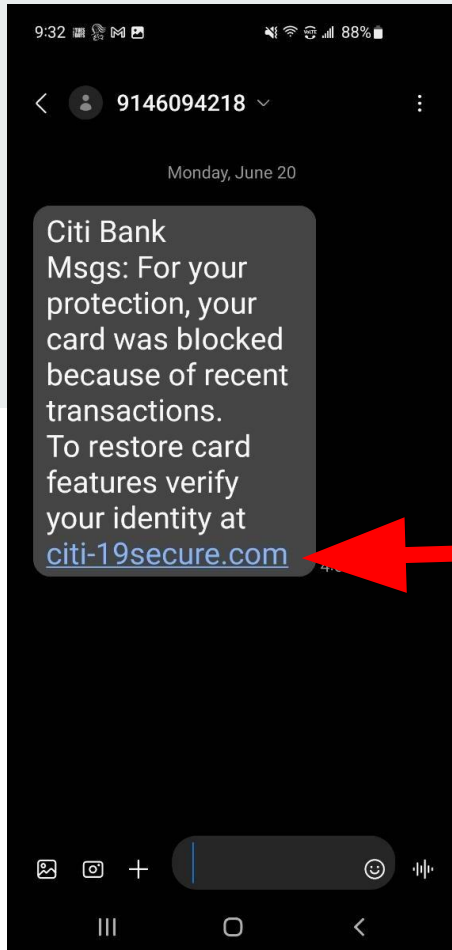 9:32
88%
9146094218
Monday, June 20
Citi Bank
Msgs: For your
protection, your
card was blocked
because of recent
transactions.
To restore card
features verify
your identity at
citi-19secure.com